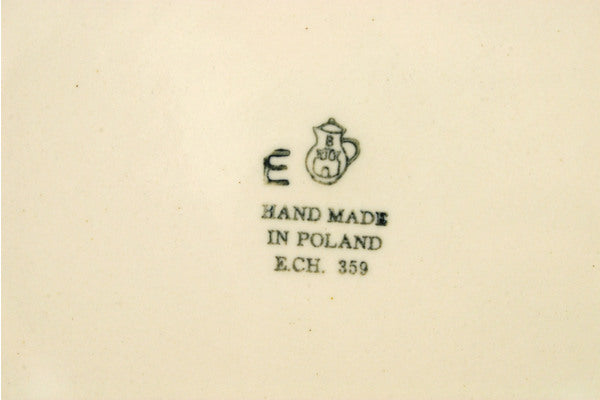 E B
HAND MADE
IN POLAND
E.CH. 359